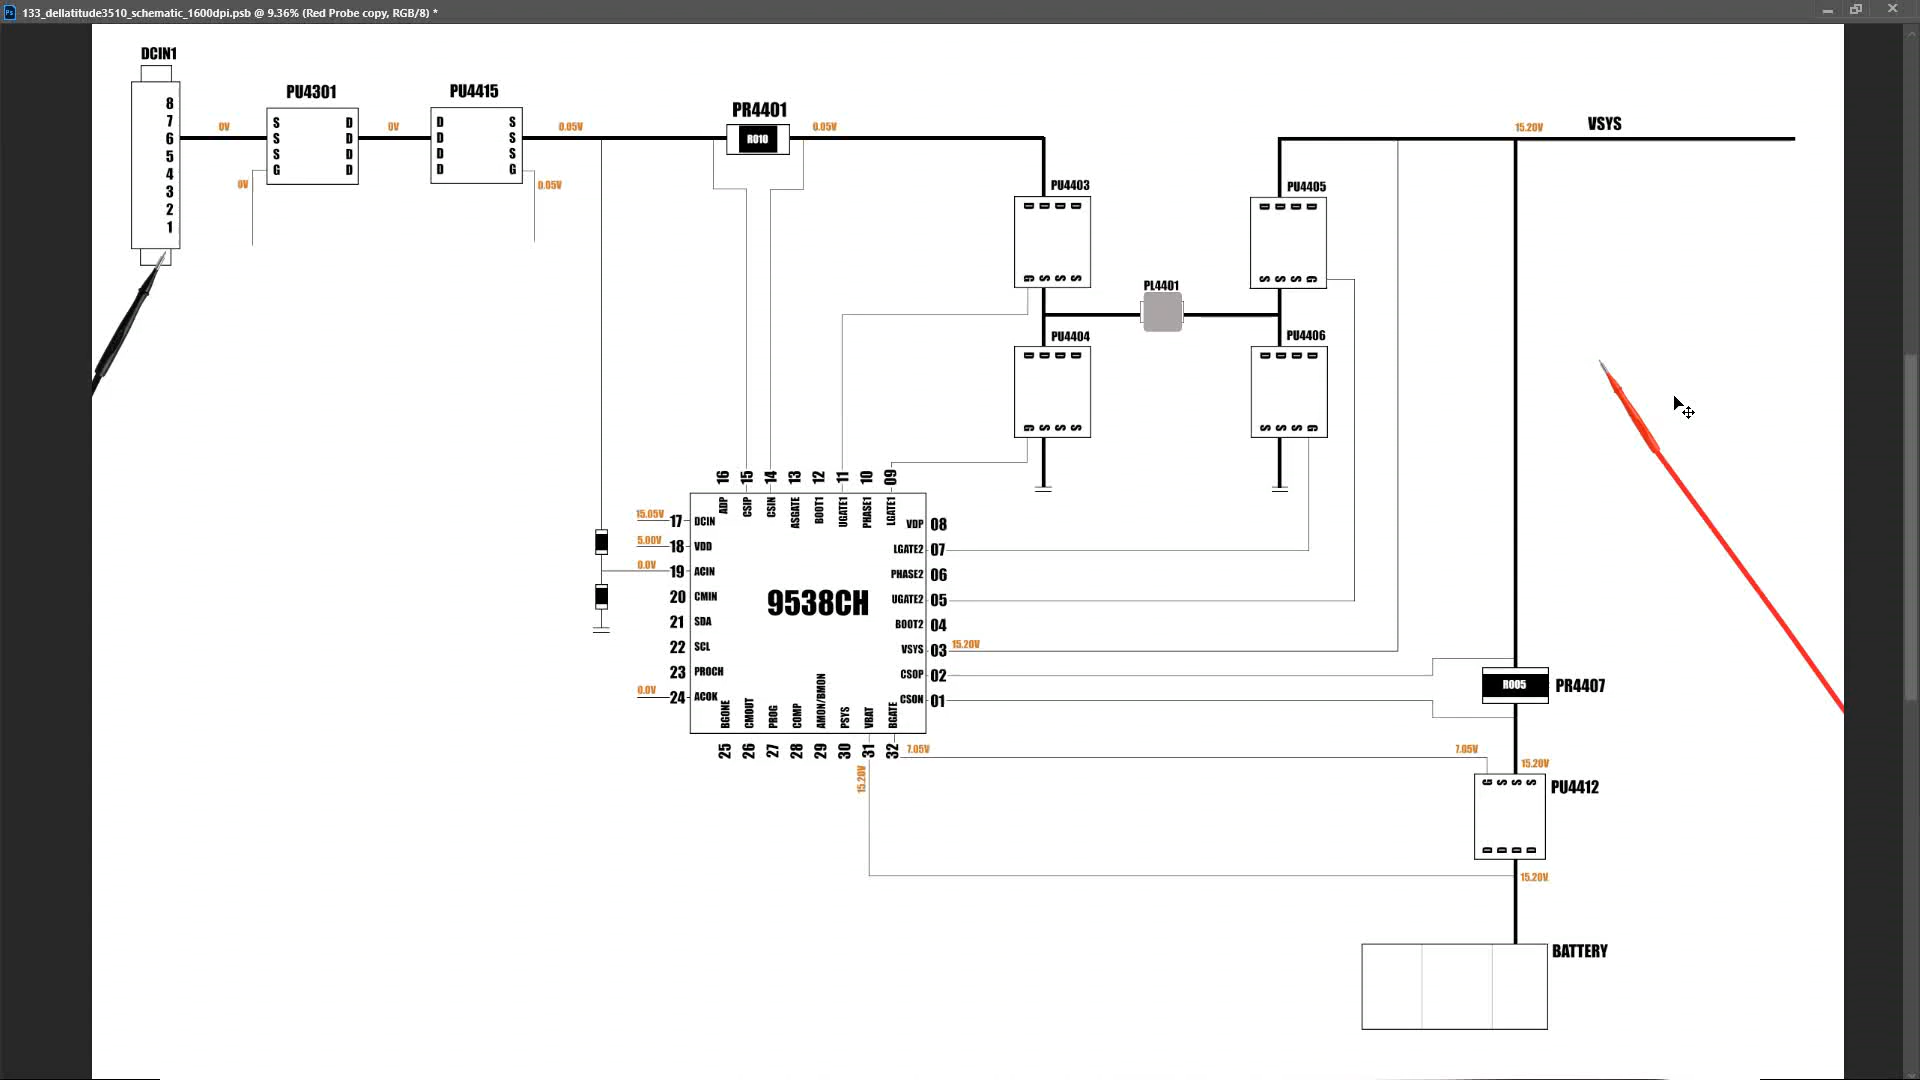 133_dellatitude3510_schematic_1600dpi.psb @ 9.36% (Red Probe copy, RGB/8) *
DCIN1
8
7
6
5
4
3
2
1
0V
0V
PU4301
S D
S D
S D
G D
0V
PU4415
D S
D S
D S
D G
0.05V
0.05V
PR4401
R010
0.05V
PU4403
D D D D
G S S S
PU4404
D D D D
G S S S
PL4401
PU4405
D D D D
S S S G
PU4406
D D D D
S S S G
15.20V
VSYS
16 15 14 13 12 11 10 09
ADP CSIP CSIN ASGATE BOOT1 UGATE1 PHASE1 LGATE1
15.05V 17 DCIN
5.00V 18 VDD
0.0V 19 ACIN
20 CMIN
21 SDA
22 SCL
23 PROCH
0.0V 24 ACOK
9538CH
VDP 08
LGATE2 07
PHASE2 06
UGATE2 05
BOOT2 04
VSYS 03 15.20V
CSOP 02
CSON 01
BGONE CMOUT PROG COMP AMON/BMON PSYS VBAT BGATE
25 26 27 28 29 30 31 32
7.05V
15.20V
R005
PR4407
7.05V
15.20V
PU4412
G S S S
D D D D
15.20V
BATTERY